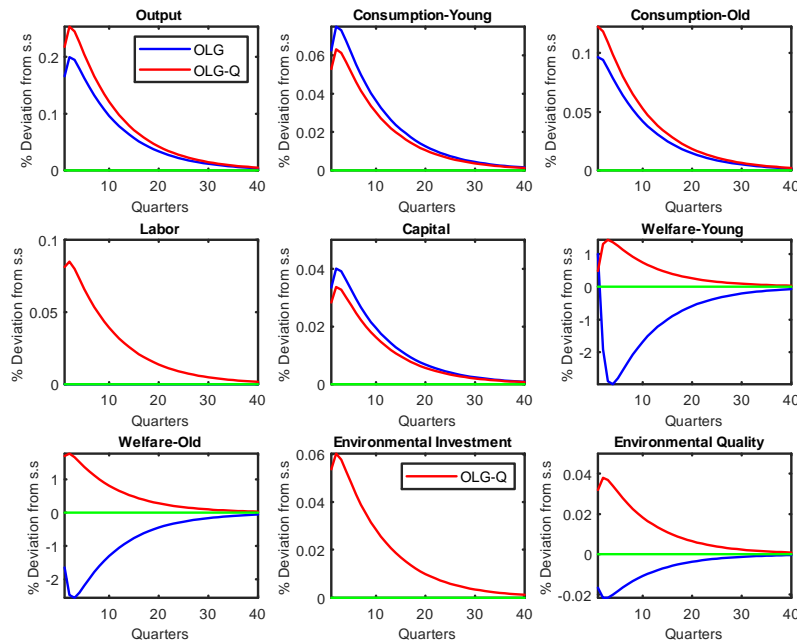 Output
Consumption-Young
Consumption-Old
% Deviation from s.s
0.2
0.1
0
10
20
30
40
Quarters
OLG
OLG-Q
% Deviation from s.s
0.06
0.04
0.02
0
10
20
30
40
Quarters
% Deviation from s.s
0.1
0.05
0
10
20
30
40
Quarters
Labor
Capital
Welfare-Young
% Deviation from s.s
0.1
0.05
0
10
20
30
40
Quarters
% Deviation from s.s
0.04
0.02
0
10
20
30
40
Quarters
% Deviation from s.s
1
0
-1
-2
10
20
30
40
Quarters
Welfare-Old
Environmental Investment
Environmental Quality
% Deviation from s.s
1
0
-1
-2
10
20
30
40
Quarters
% Deviation from s.s
0.06
0.04
0.02
0
10
20
30
40
Quarters
OLG-Q
% Deviation from s.s
0.04
0.02
0
-0.02
10
20
30
40
Quarters